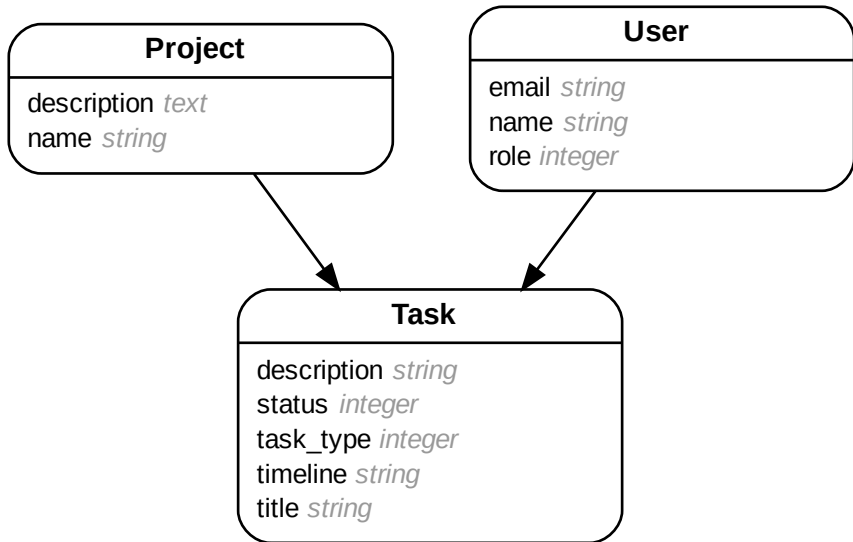 Project
description text
name string
User
email string
name string
role integer
Task
description string
status integer
task_type integer
timeline string
title string